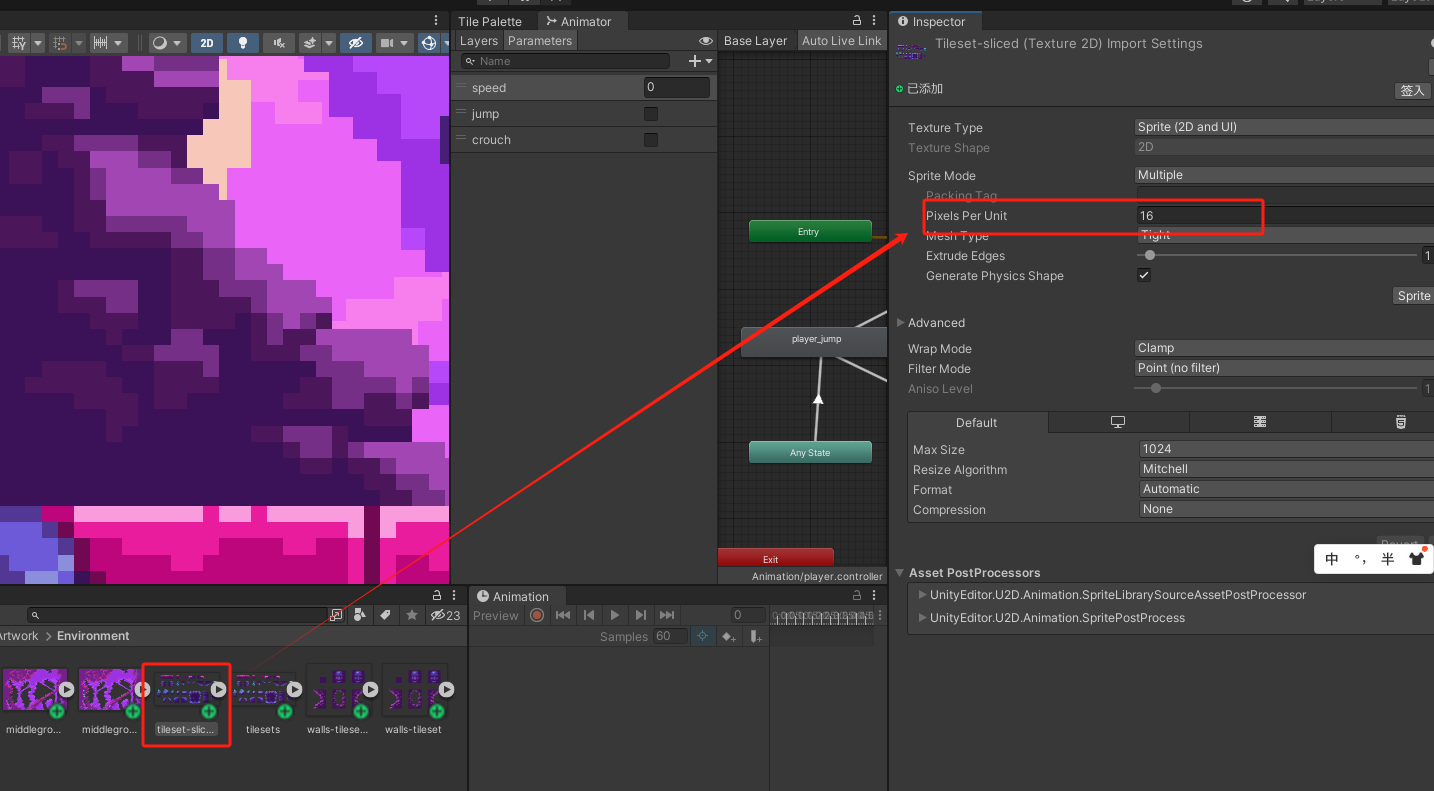 Tile Palette
Animator
Inspector
2D
Layers
Parameters
Base Layer
Auto Live Link
Tileset-sliced (Texture 2D) Import Settings
Name
speed
0
jump
crouch
已添加
签入
Texture Type
Sprite (2D and UI)
Texture Shape
2D
Sprite Mode
Multiple
Packing Tag
Pixels Per Unit
16
Mesh Type
Tight
Extrude Edges
1
Generate Physics Shape
Sprite
Advanced
Wrap Mode
Clamp
Filter Mode
Point (no filter)
Aniso Level
1
Default
Max Size
1024
Resize Algorithm
Mitchell
Format
Automatic
Compression
None
Revert
中 °, 半
Asset PostProcessors
UnityEditor.U2D.Animation.SpriteLibrarySourceAssetPostProcessor
UnityEditor.U2D.Animation.SpritePostProcess
Entry
player_jump
Any State
Exit
Animation/player.controller
23
Artwork
Environment
middlegro...
middlegro...
tileset-slic...
tilesets
walls-tilese...
walls-tileset
Animation
Preview
0
Samples
60